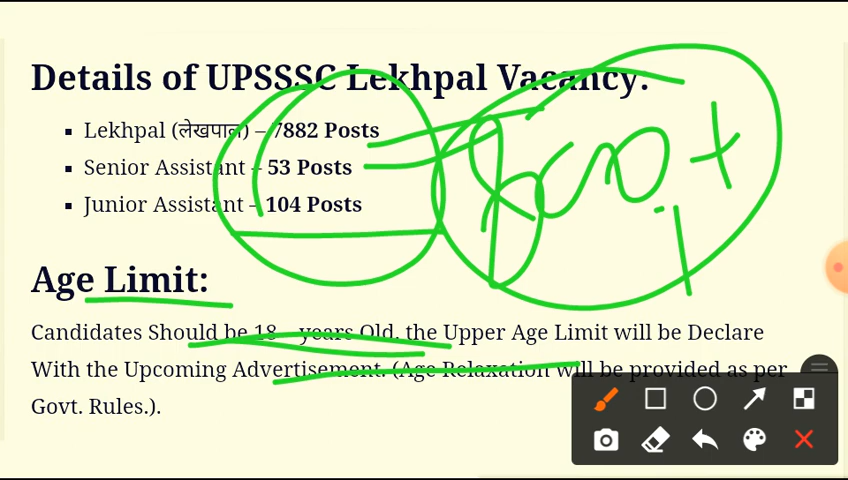 Details of UPSSSC Lekhpal Vacancy:
▪ Lekhpal (लेखपाल) – 7882 Posts
▪ Senior Assistant – 53 Posts
▪ Junior Assistant – 104 Posts
Age Limit:
Candidates Should be 18 years Old, the Upper Age Limit will be Declare
With the Upcoming Advertisement. (Age Relaxation will be provided as per
Govt. Rules.).